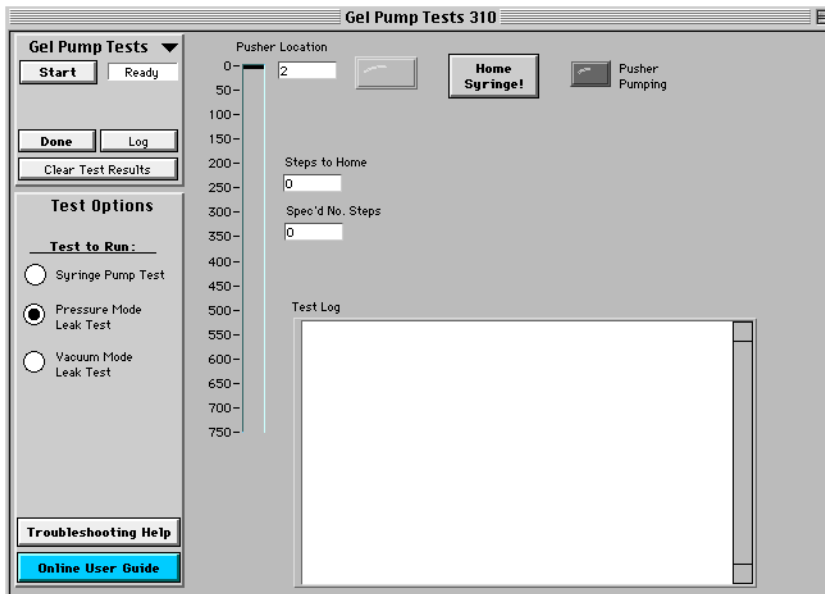 Gel Pump Tests 310
Gel Pump Tests
Start
Ready
Done
Log
Clear Test Results
Test Options
Test to Run:
Syringe Pump Test
Pressure Mode
Leak Test
Vacuum Mode
Leak Test
Troubleshooting Help
Online User Guide
Pusher Location
2
0
50
100
150
200
250
300
350
400
450
500
550
600
650
700
750
Home
Syringe!
Pusher
Pumping
Steps to Home
0
Spec'd No. Steps
0
Test Log